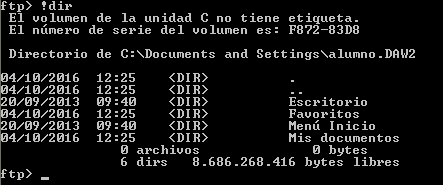 ftp> !dir
El volumen de la unidad C no tiene etiqueta.
El número de serie del volumen es: F872-83D8
Directorio de C:\Documents and Settings\alumno.DAW2
04/10/2016 12:25 <DIR> .
04/10/2016 12:25 <DIR> ..
20/09/2013 09:40 <DIR> Escritorio
04/10/2016 12:25 <DIR> Favoritos
20/09/2013 09:40 <DIR> Menú Inicio
04/10/2016 12:25 <DIR> Mis documentos
0 archivos 0 bytes
6 dirs 8.686.268.416 bytes libres
ftp> _